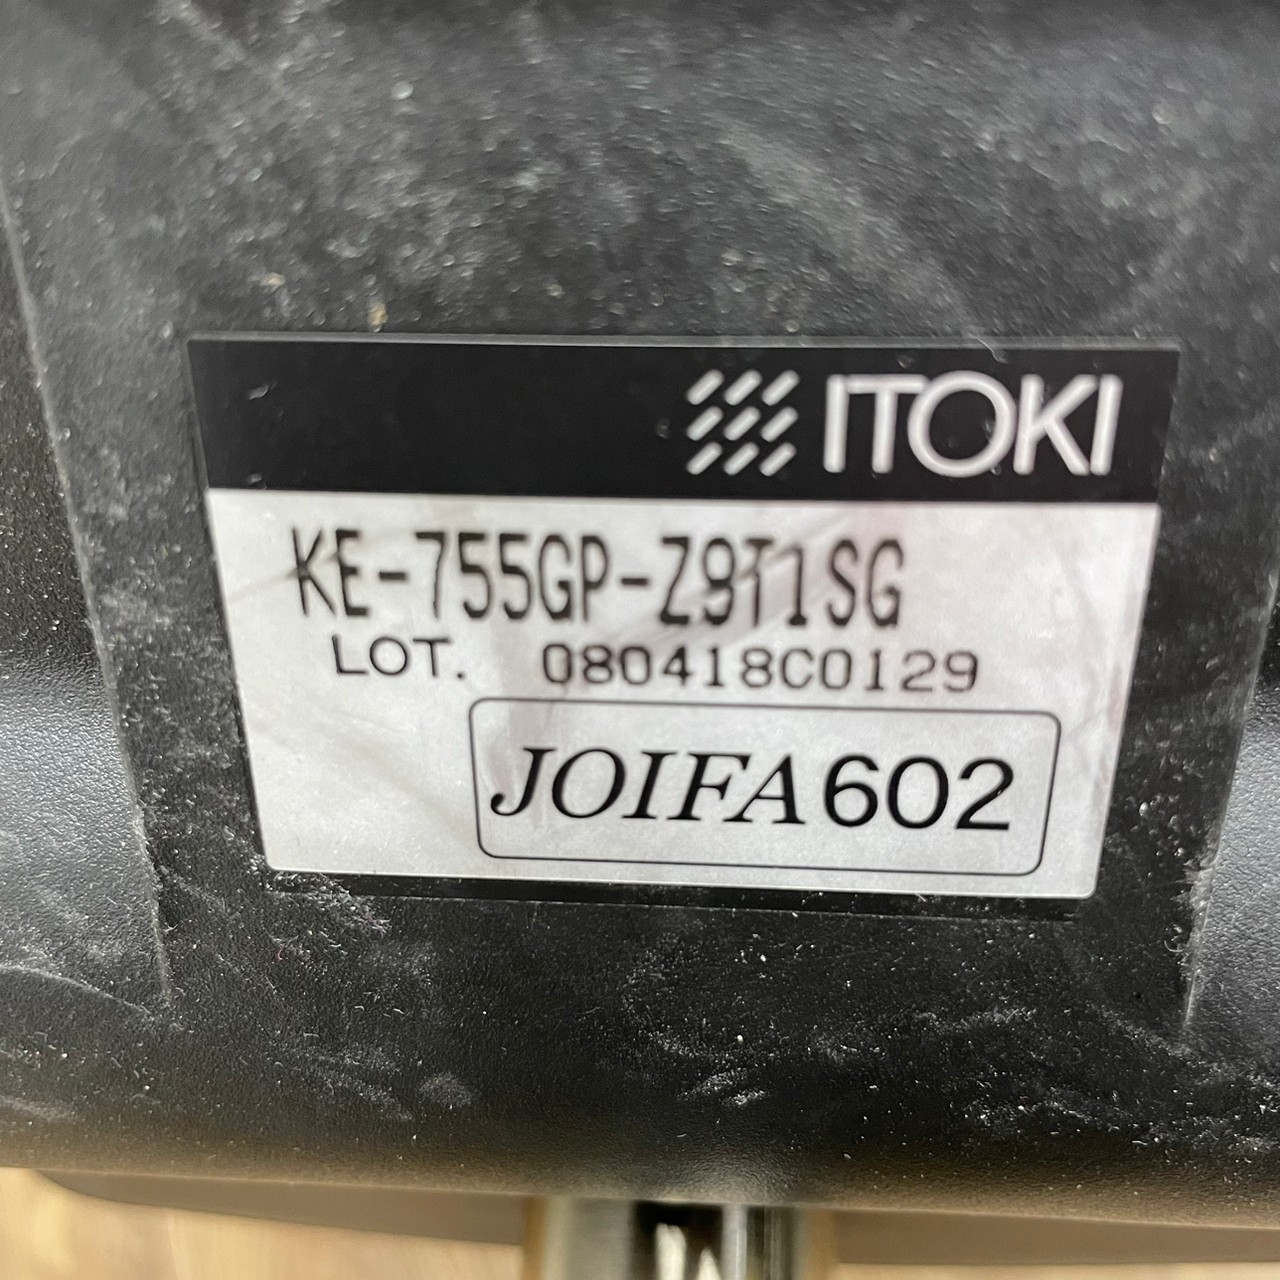 ITOKI
KE-755GP-Z9T1SG
LOT. 080418C0129
JOIFA602